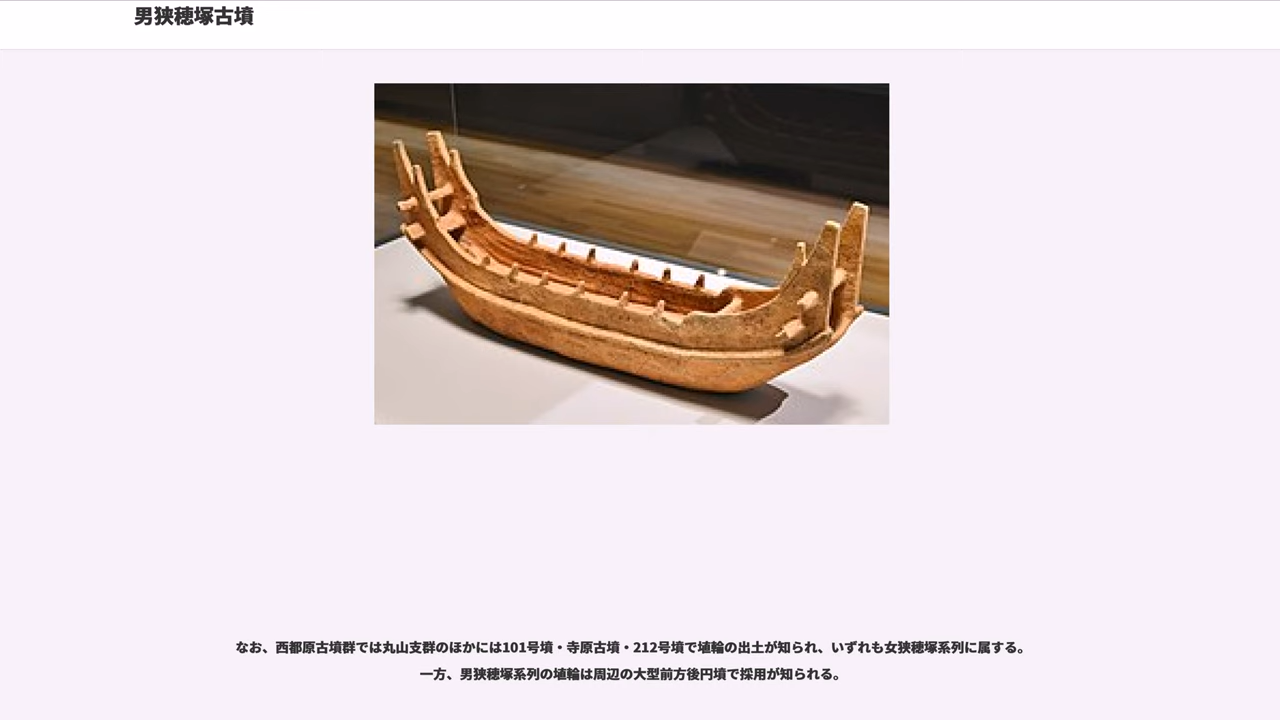 男狭穂塚古墳
なお、西都原古墳群では丸山支群のほかには101号墳・寺原古墳・212号墳で埴輪の出土が知られ、いずれも女狭穂塚系列に属する。
一方、男狭穂塚系列の埴輪は周辺の大型前方後円墳で採用が知られる。